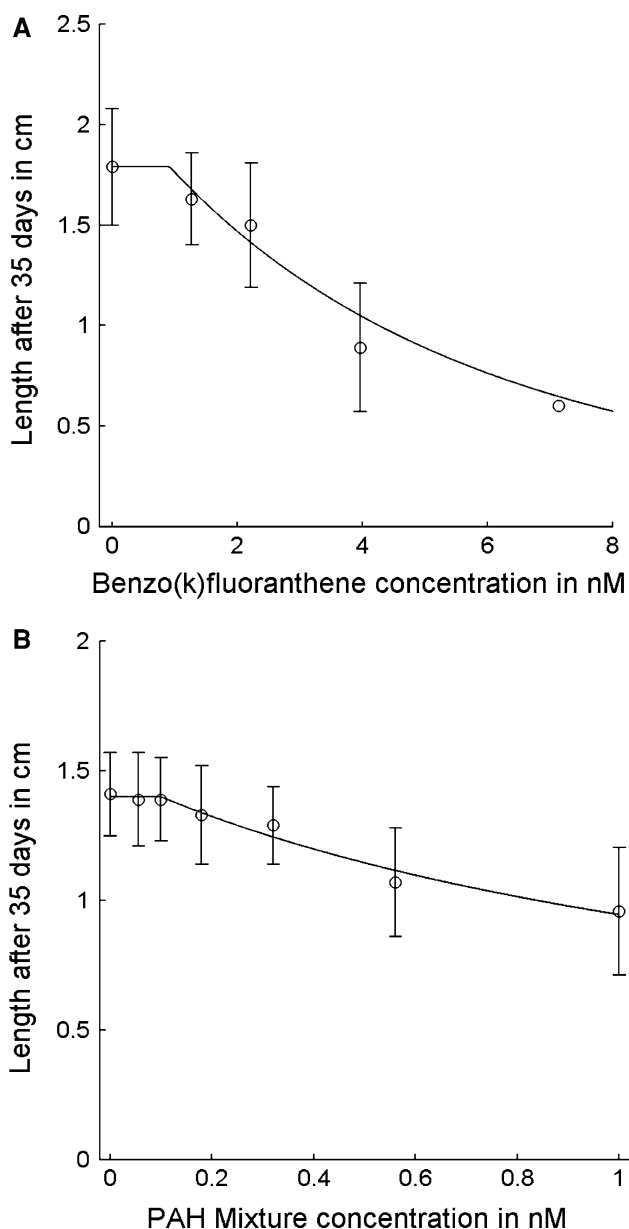 A
2.5
2
1.5
1
0.5
0
0 2 4 6 8
Length after 35 days in cm
Benzo(k)fluoranthene concentration in nM
B
2
1.5
1
0.5
0
0 0.2 0.4 0.6 0.8 1
Length after 35 days in cm
PAH Mixture concentration in nM